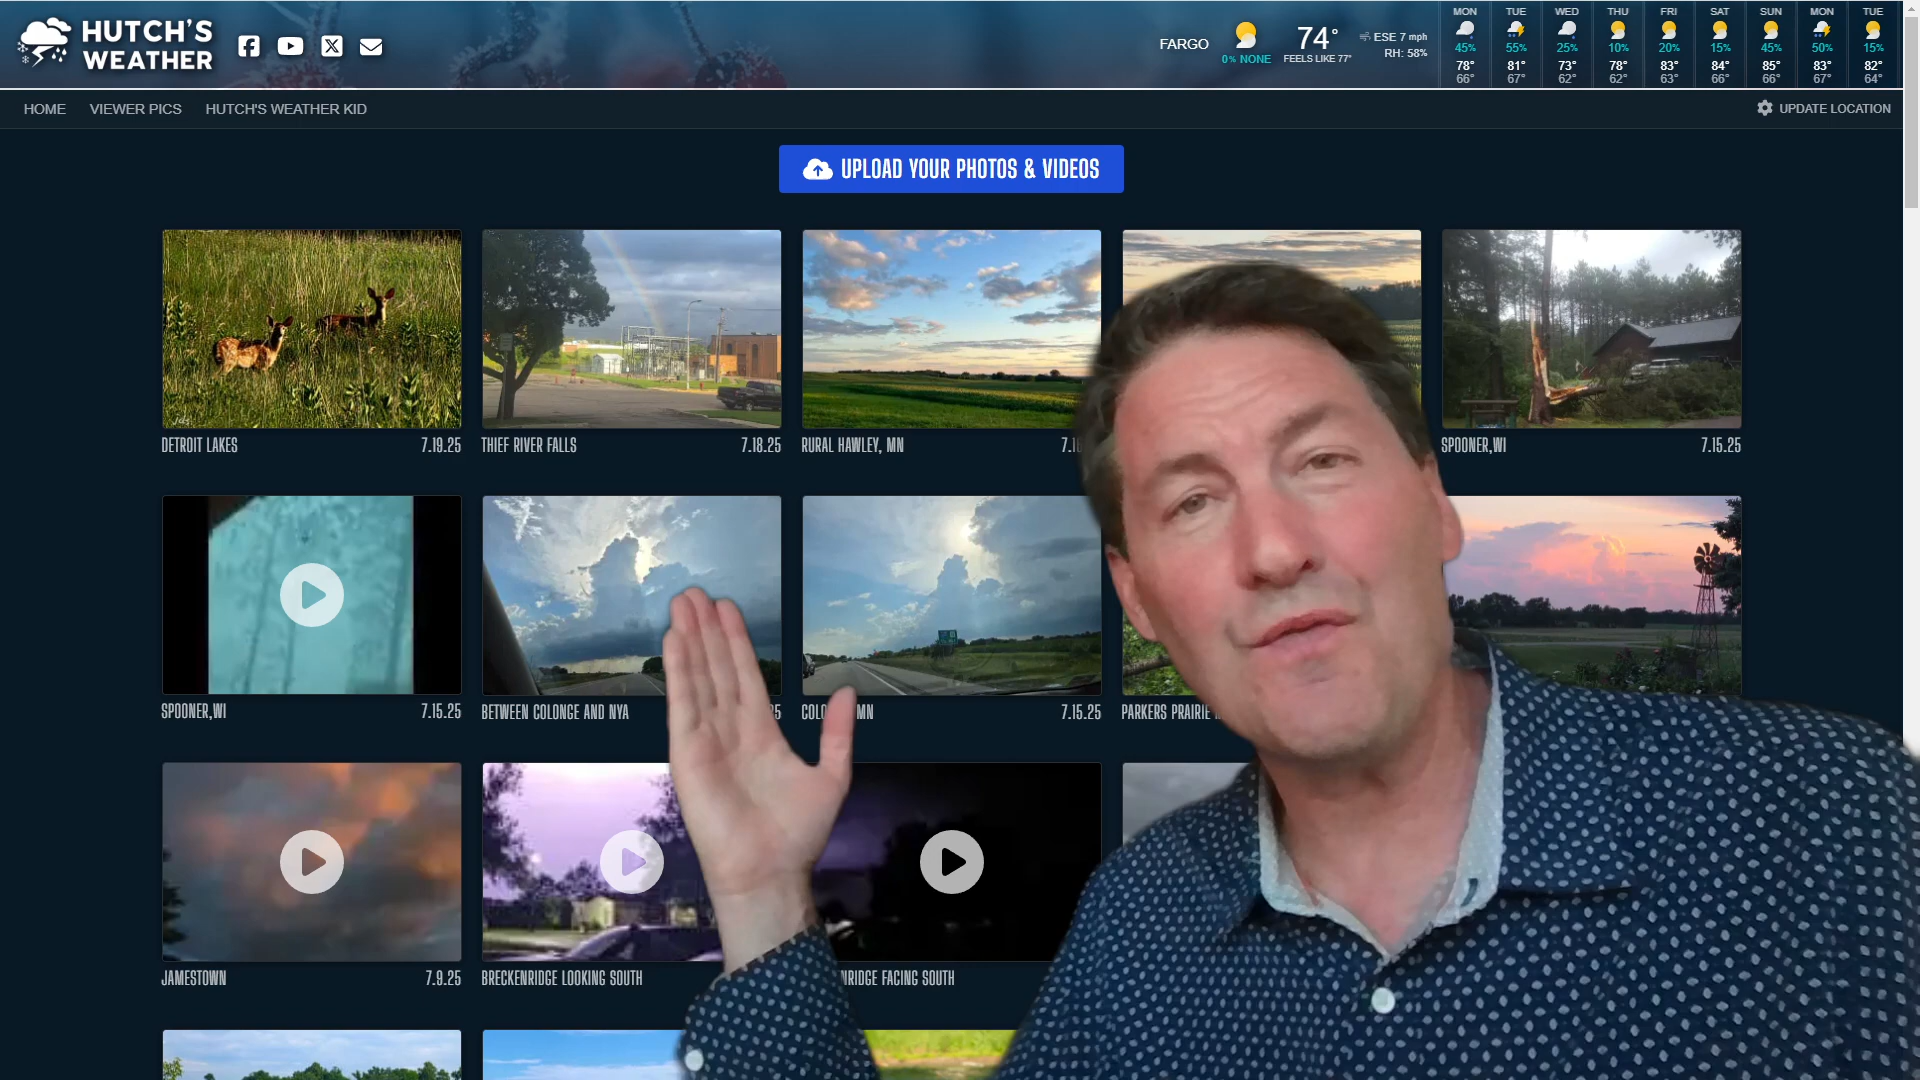 HUTCH'S
WEATHER
FARGO
0% NONE
74°
FEELS LIKE 77°
ESE 7 mph
RH: 58%
MON TUE WED THU FRI SAT SUN MON TUE
45% 55% 25% 10% 20% 15% 45% 50% 15%
78° 81° 73° 78° 83° 84° 85° 83° 82°
66° 67° 62° 62° 63° 66° 66° 67° 64°
HOME VIEWER PICS HUTCH'S WEATHER KID
UPDATE LOCATION
UPLOAD YOUR PHOTOS & VIDEOS
DETROIT LAKES 7.19.25
THIEF RIVER FALLS 7.18.25
RURAL HAWLEY, MN
SPOONER,WI 7.15.25
SPOONER,WI 7.15.25
BETWEEN COLONGE AND NYA
7.15.25
PARKERS PRAIRIE
JAMESTOWN 7.9.25
BRECKENRIDGE LOOKING SOUTH
FACING SOUTH